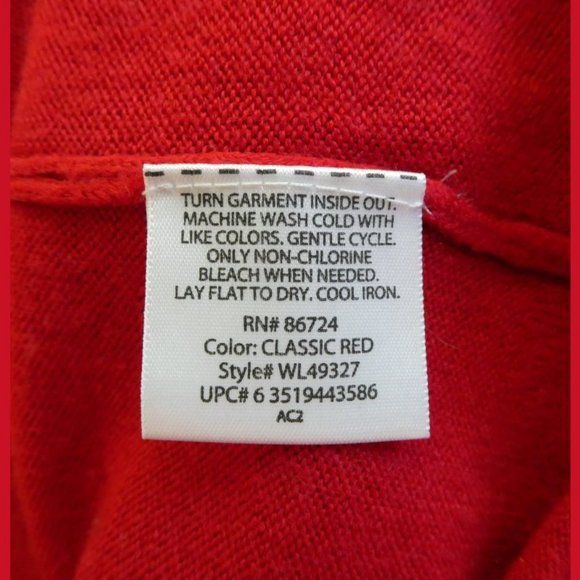 TURN GARMENT INSIDE OUT.
MACHINE WASH COLD WITH
LIKE COLORS. GENTLE CYCLE.
ONLY NON-CHLORINE
BLEACH WHEN NEEDED.
LAY FLAT TO DRY. COOL IRON.
RN# 86724
Color: CLASSIC RED
Style# WL49327
UPC# 6 3519443586
AC2